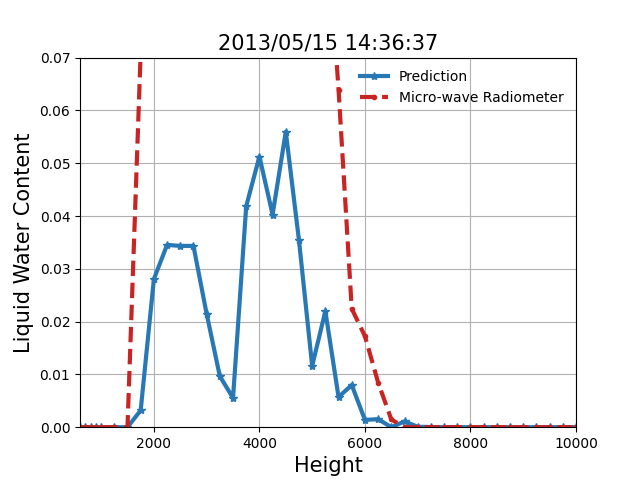 2013/05/15 14:36:37
0.07
0.06
0.05
0.04
0.03
0.02
0.01
0.00
Liquid Water Content
Prediction
Micro-wave Radiometer
2000 4000 6000 8000 10000
Height